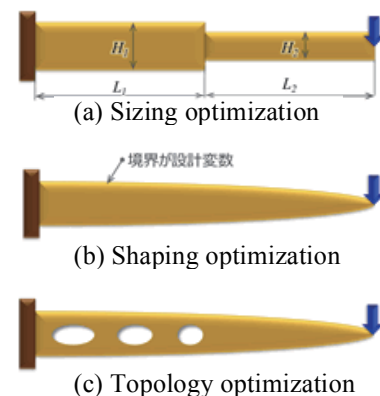 H₁
H₂
L₁
L₂
(a) Sizing optimization
境界が設計変数
(b) Shaping optimization
(c) Topology optimization